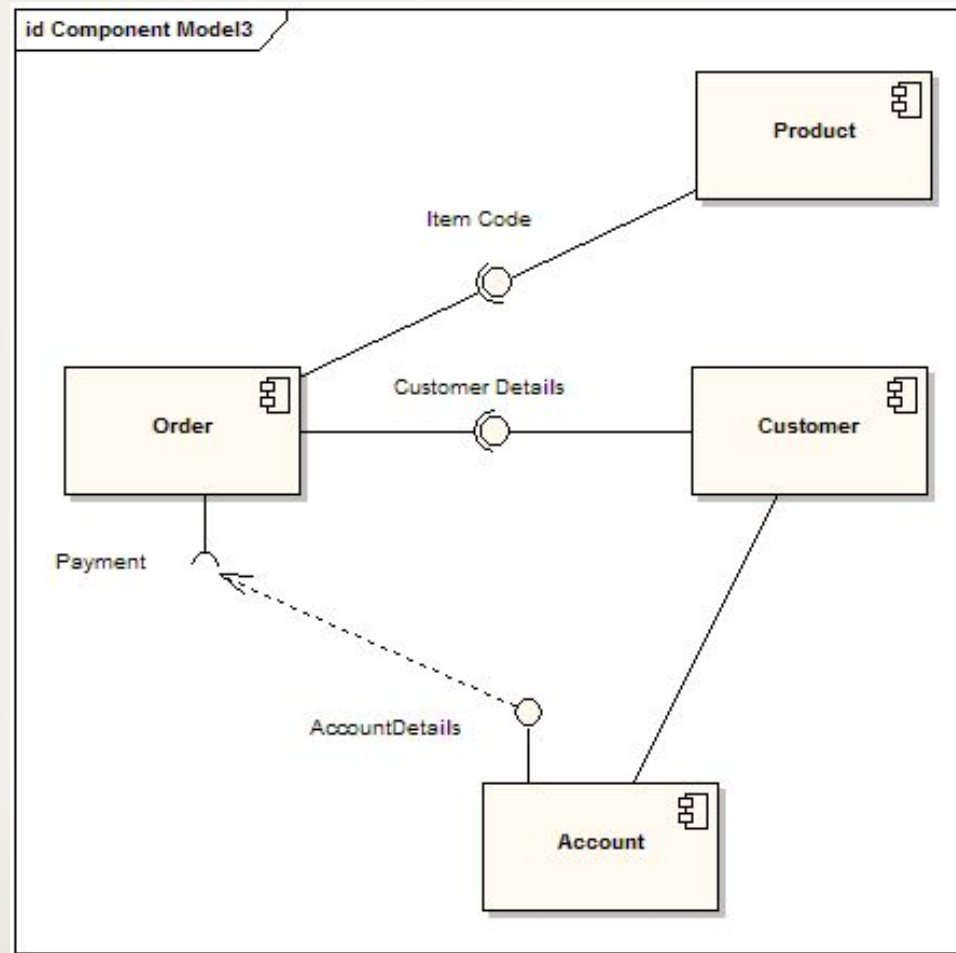 id Component Model3
Product
Item Code
Customer Details
Order
Customer
Payment
AccountDetails
Account